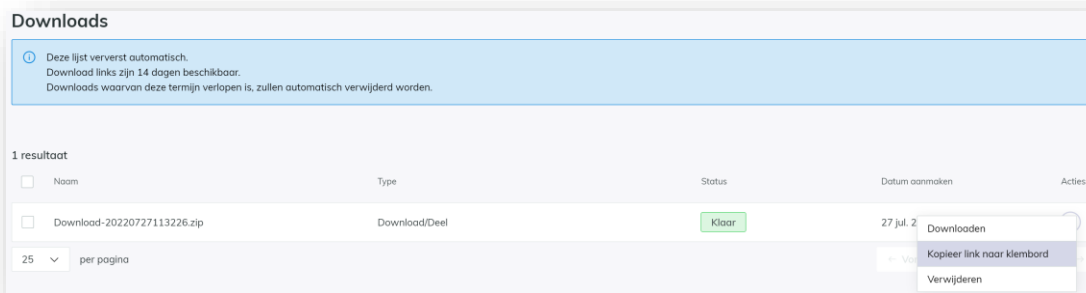 Downloads
Deze lijst ververst automatisch.
Download links zijn 14 dagen beschikbaar.
Downloads waarvan deze termijn verlopen is, zullen automatisch verwijderd worden.
1 resultaat
Naam Type Status Datum aanmaken Acties
Download-20220727113226.zip Download/Deel Klaar 27 jul. 2
Downloaden
Kopieer link naar klembord
Verwijderen
25 per pagina